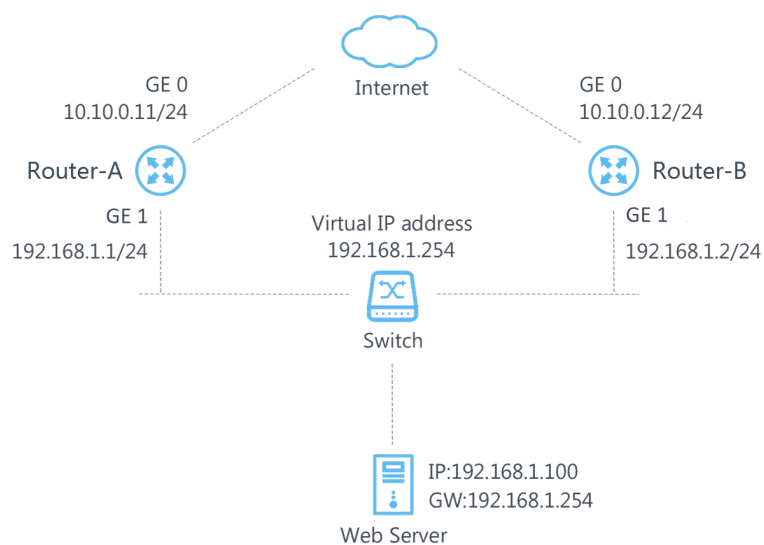 Internet
GE 0
10.10.0.11/24
GE 0
10.10.0.12/24
Router-A
Router-B
GE 1
192.168.1.1/24
Virtual IP address
192.168.1.254
GE 1
192.168.1.2/24
Switch
IP:192.168.1.100
GW:192.168.1.254
Web Server